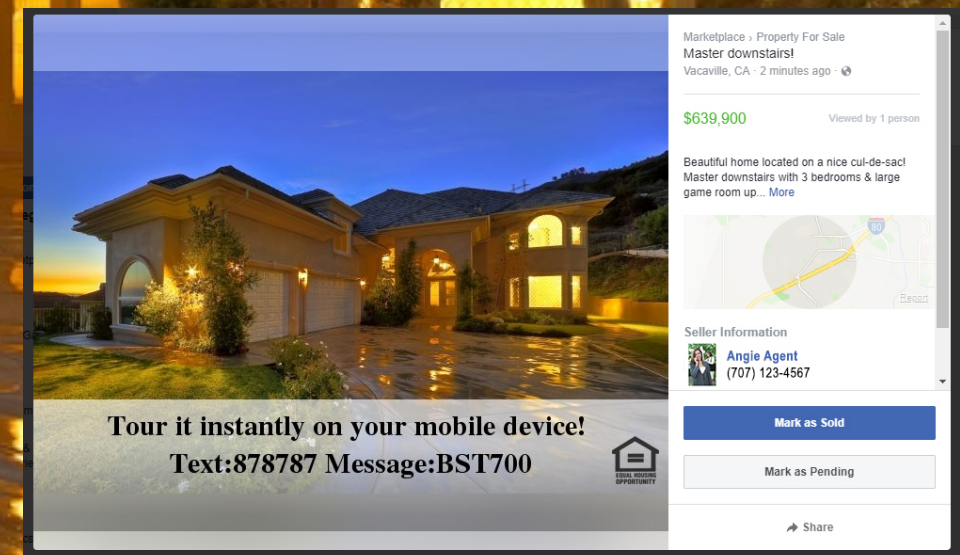 Marketplace › Property For Sale
Master downstairs!
Vacaville, CA · 2 minutes ago ·
$639,900 Viewed by 1 person
Beautiful home located on a nice cul-de-sac!
Master downstairs with 3 bedrooms & large
game room up... More
80
Report
Seller Information
Angie Agent
(707) 123-4567
Mark as Sold
Mark as Pending
Share
Tour it instantly on your mobile device!
Text:878787 Message:BST700
EQUAL HOUSING
OPPORTUNITY